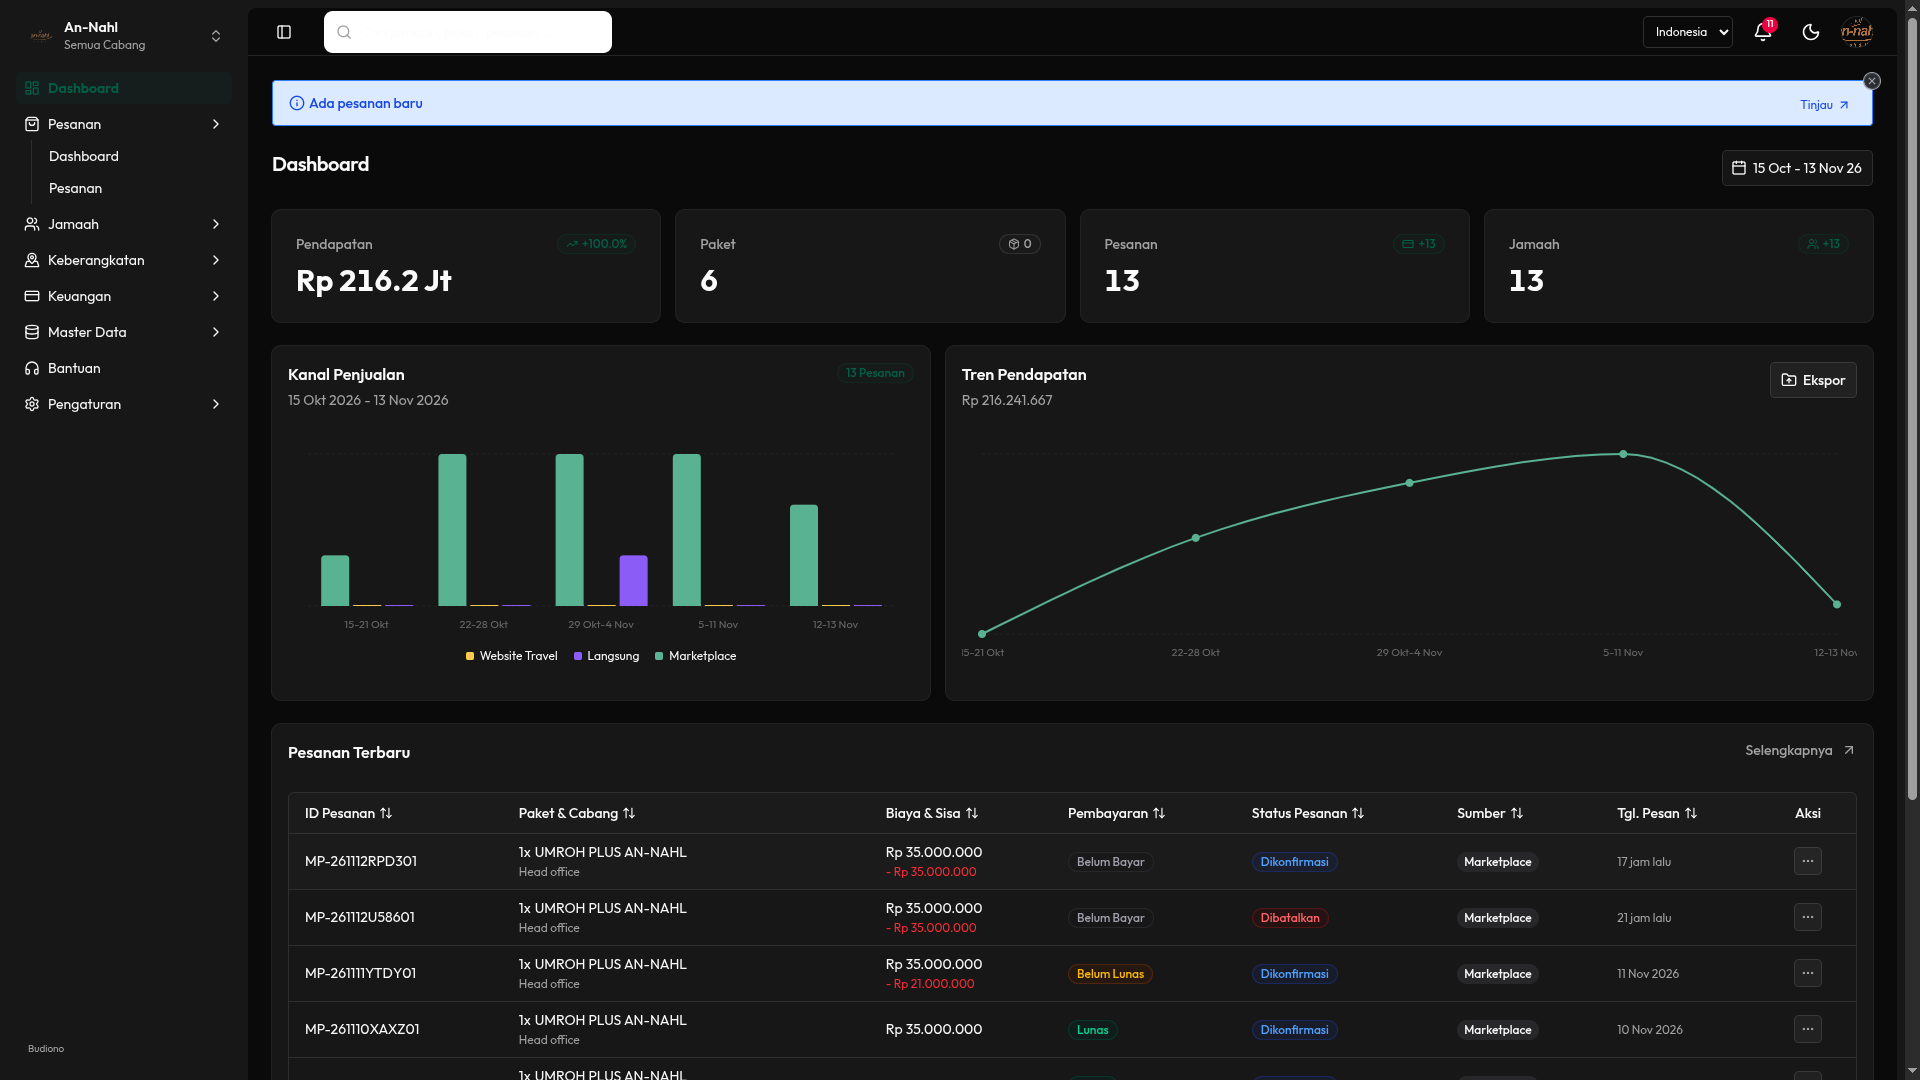 An-Nahl
Semua Cabang
Dashboard
Pesanan
Dashboard
Pesanan
Jamaah
Keberangkatan
Keuangan
Master Data
Bantuan
Pengaturan
Budiono
Indonesia
11
Ada pesanan baru
Tinjau
Dashboard
15 Oct - 13 Nov 26
Pendapatan
+100.0%
Rp 216.2 Jt
Paket
0
6
Pesanan
+13
13
Jamaah
+13
13
Kanal Penjualan
13 Pesanan
15 Okt 2026 - 13 Nov 2026
15-21 Okt
22-28 Okt
29 Okt-4 Nov
5-11 Nov
12-13 Nov
Website Travel
Langsung
Marketplace
Tren Pendapatan
Ekspor
Rp 216.241.667
15-21 Okt
22-28 Okt
29 Okt-4 Nov
5-11 Nov
12-13 Nov
Pesanan Terbaru
Selengkapnya
ID Pesanan Paket & Cabang Biaya & Sisa Pembayaran Status Pesanan Sumber Tgl. Pesan Aksi
MP-261112RPD301 1x UMROH PLUS AN-NAHL Rp 35.000.000 Belum Bayar Dikonfirmasi Marketplace 17 jam lalu
Head office - Rp 35.000.000
MP-261112U58601 1x UMROH PLUS AN-NAHL Rp 35.000.000 Belum Bayar Dibatalkan Marketplace 21 jam lalu
Head office - Rp 35.000.000
MP-261111YTDY01 1x UMROH PLUS AN-NAHL Rp 35.000.000 Belum Lunas Dikonfirmasi Marketplace 11 Nov 2026
Head office - Rp 21.000.000
MP-261110XAXZ01 1x UMROH PLUS AN-NAHL Rp 35.000.000 Lunas Dikonfirmasi Marketplace 10 Nov 2026
Head office
1x UMROH PLUS AN-NAHL